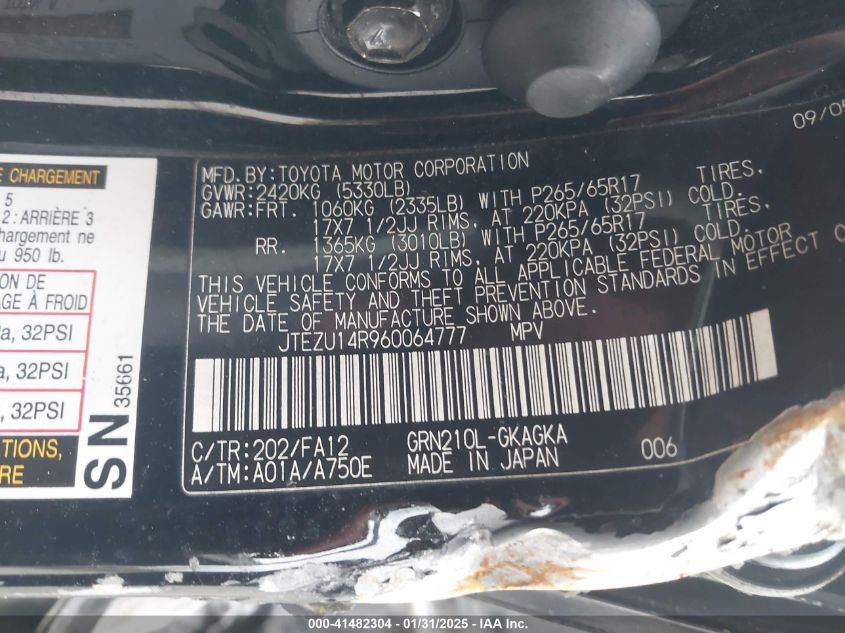 09/05
E CHARGEMENT
5
2 : ARRIÈRE 3
chargement ne
u 950 lb.
ION DE
AGE À FROID
a, 32PSI
a, 32PSI
, 32PSI
ATIONS,
RE
SN 35661
MFD. BY: TOYOTA MOTOR CORPORATION
GVWR: 2420KG (5330LB)
GAWR: FRT. 1060KG (2335LB) WITH P265/65R17 TIRES.
17X7 1/2JJ RIMS. AT 220KPA (32PSI) COLD.
RR. 1365KG (3010LB) WITH P265/65R17 TIRES.
17X7 1/2JJ RIMS. AT 220KPA (32PSI) COLD.
THIS VEHICLE CONFORMS TO ALL APPLICABLE FEDERAL MOTOR
VEHICLE SAFETY AND THEFT PREVENTION STANDARDS IN EFFECT O
THE DATE OF MANUFACTURE SHOWN ABOVE.
JTEZU14R960064777 MPV
C/TR: 202/FA12 GRN210L-GKAGKA 006
A/TM: A01A/A750E MADE IN JAPAN
000-41482304 - 01/31/2025 - IAAI Inc.